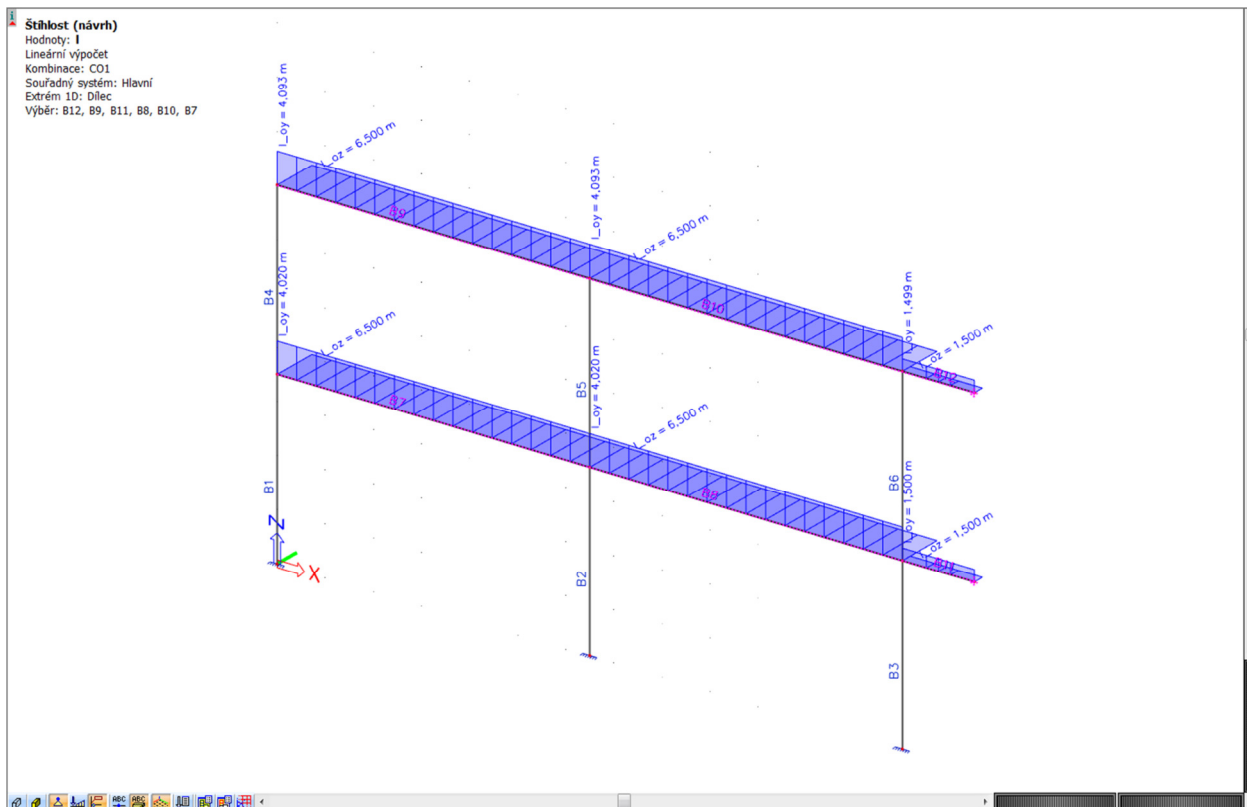 Štíhlost (návrh)
Hodnoty: l
Lineární výpočet
Kombinace: CO1
Souřadný systém: Hlavní
Extrém 1D: Dílec
Výběr: B12, B9, B11, B8, B10, B7
l_oy = 4,093 m
l_oz = 6,500 m
B9
l_oy = 4,093 m
l_oz = 6,500 m
B10
l_oy = 1,499 m
l_oz = 1,500 m
B12
B4
l_oy = 4,020 m
l_oz = 6,500 m
B7
B5
l_oy = 4,020 m
l_oz = 6,500 m
B8
B6
l_oy = 1,500 m
l_oz = 1,500 m
B11
B1
Z
X
B2
B3
ABC
ABC